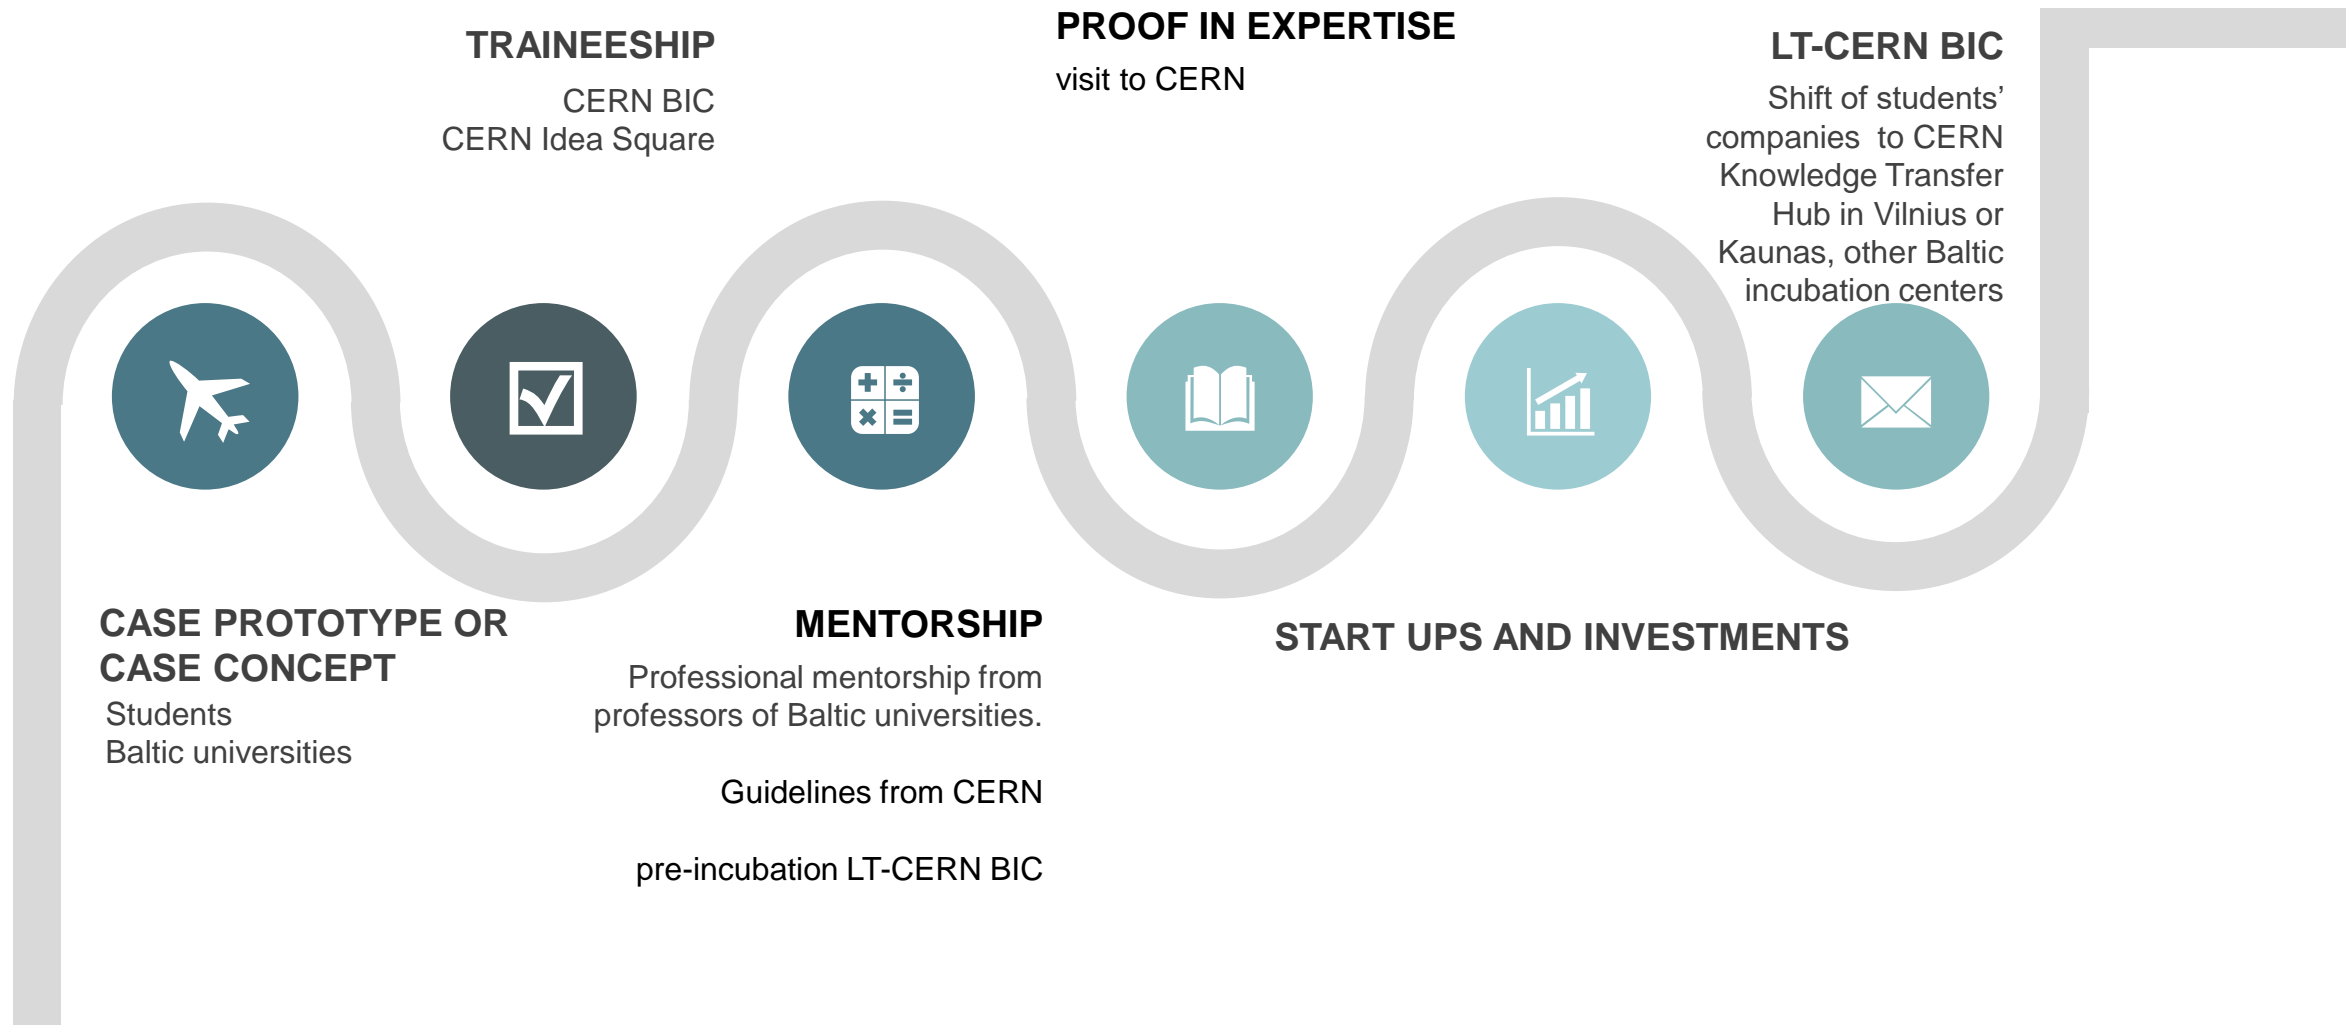 TRAINEESHIP
CERN BIC
CERN Idea Square
PROOF IN EXPERTISE
visit to CERN
LT-CERN BIC
Shift of students’
companies  to CERN
Knowledge Transfer
Hub in Vilnius or
Kaunas, other Baltic
incubation centers
CASE PROTOTYPE OR
CASE CONCEPT
Students
Baltic universities
MENTORSHIP
Professional mentorship from
professors of Baltic universities.
Guidelines from CERN
pre-incubation LT-CERN BIC
START UPS AND INVESTMENTS